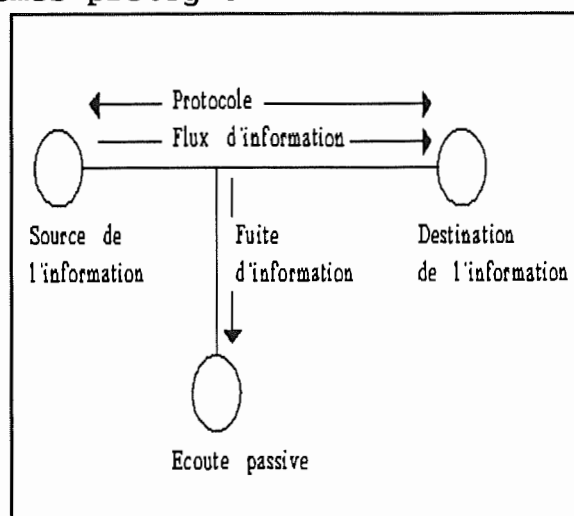 Protocole
Flux d'information
Source de
l'information
Fuite
d'information
Destination
de l'information
Ecoute passive